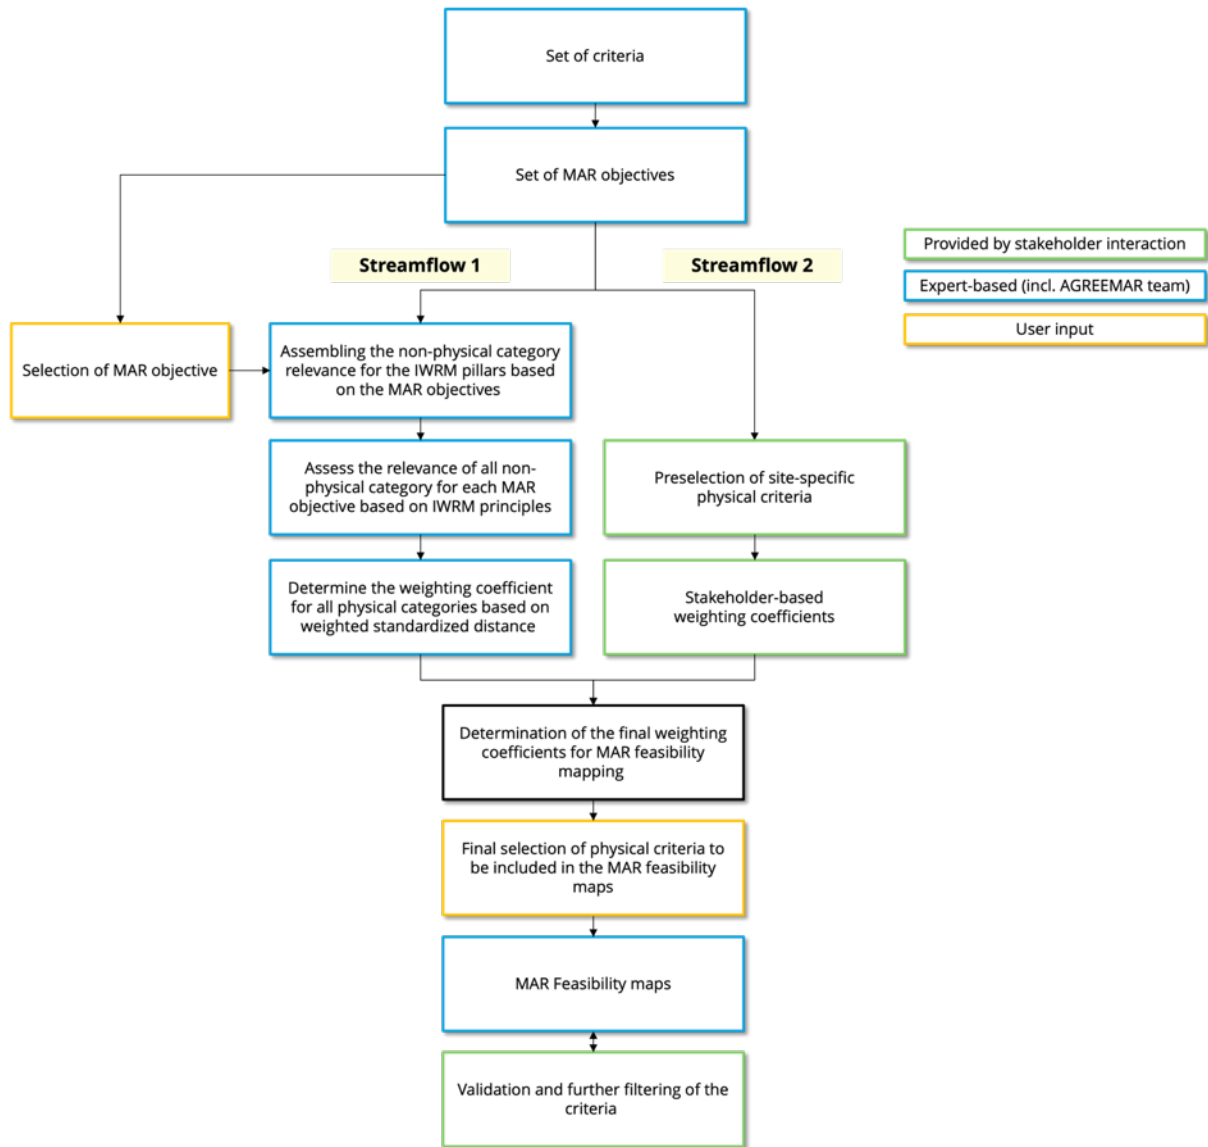 Set of criteria
Set of MAR objectives
Provided by stakeholder interaction
Expert-based (incl. AGREEMAR team)
User input
Streamflow 1
Streamflow 2
Selection of MAR objective
Assembling the non-physical category
relevance for the IWRM pillars based
on the MAR objectives
Assess the relevance of all non-
physical category for each MAR
objective based on IWRM principles
Preselection of site-specific
physical criteria
Determine the weighting coefficient
for all physical categories based on
weighted standardized distance
Stakeholder-based
weighting coefficients
Determination of the final weighting
coefficients for MAR feasibility
mapping
Final selection of physical criteria to
be included in the MAR feasibility
maps
MAR Feasibility maps
Validation and further filtering of the
criteria